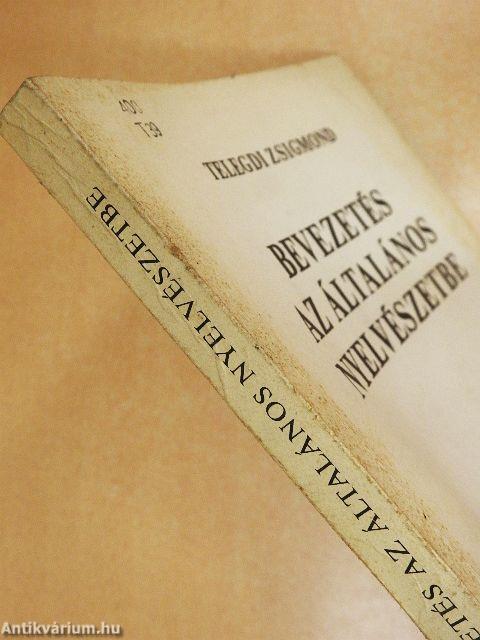 400
T39
TELEGDI ZSIGMOND
BEVEZETÉS
AZ ÁLTALÁNOS
NYELVÉSZETBE
ETÉS AZ ÁLTALÁNOS NYELVÉSZETBE
Antikvárium.hu